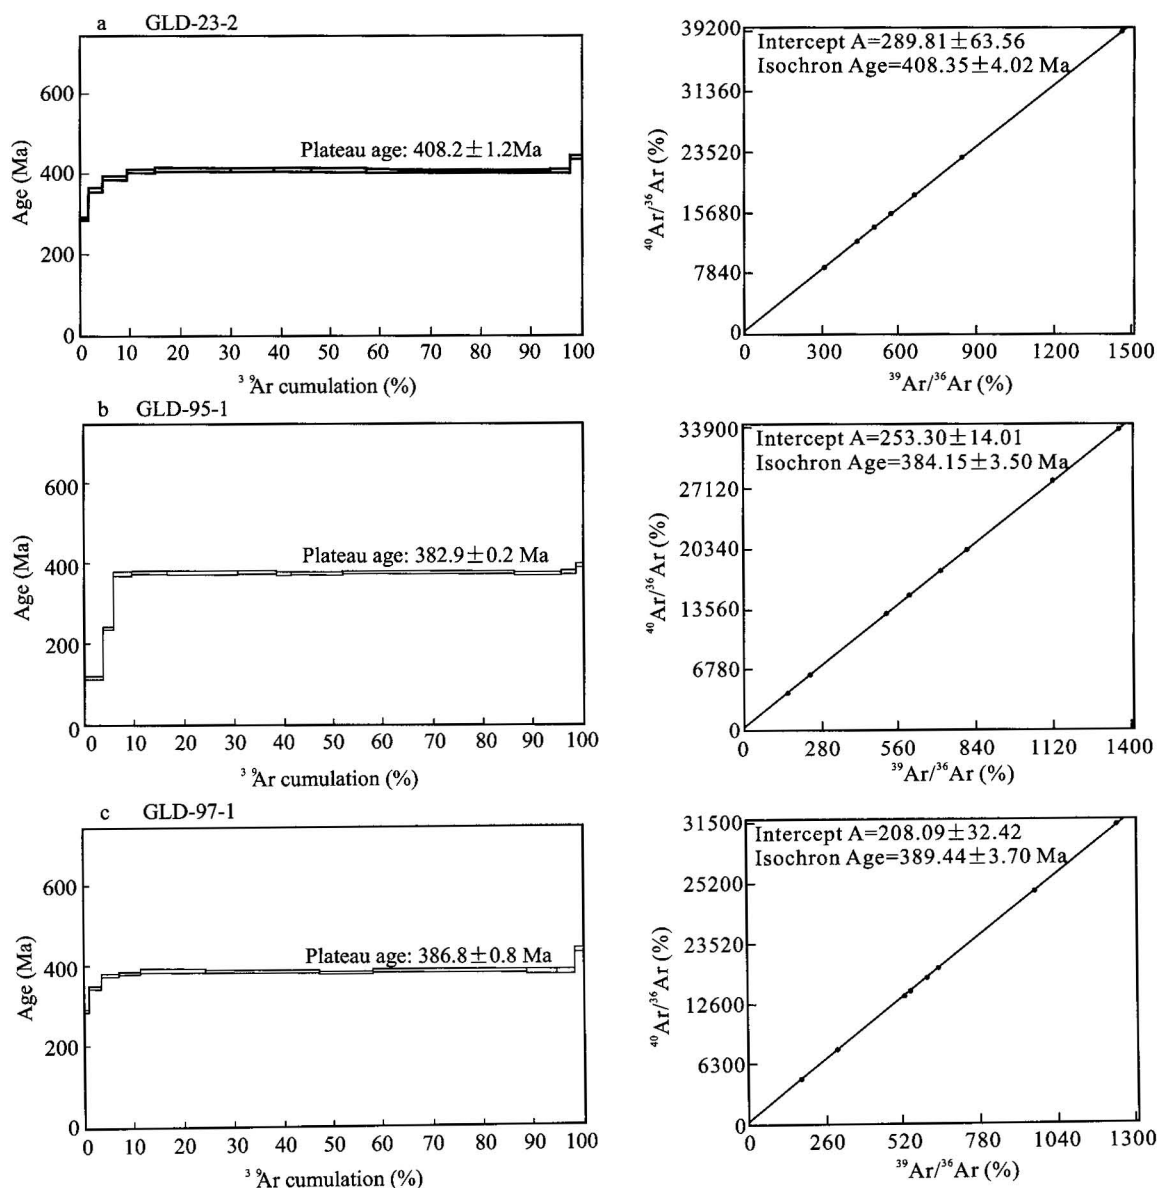 a GLD-23-2
Plateau age: 408.2±1.2Ma
Age (Ma)
600
400
200
0
0 10 20 30 40 50 60 70 80 90 100
³⁹Ar cumulation (%)
Intercept A=289.81±63.56
Isochron Age=408.35±4.02 Ma
⁴⁰Ar/³⁶Ar (%)
39200
31360
23520
15680
7840
0
0 300 600 900 1200 1500
³⁹Ar/³⁶Ar (%)
b GLD-95-1
Plateau age: 382.9±0.2 Ma
Age (Ma)
600
400
200
0
0 10 20 30 40 50 60 70 80 90 100
³⁹Ar cumulation (%)
Intercept A=253.30±14.01
Isochron Age=384.15±3.50 Ma
⁴⁰Ar/³⁶Ar (%)
33900
27120
20340
13560
6780
0
0 280 560 840 1120 1400
³⁹Ar/³⁶Ar (%)
c GLD-97-1
Plateau age: 386.8±0.8 Ma
Age (Ma)
600
400
200
0
0 10 20 30 40 50 60 70 80 90 100
³⁹Ar cumulation (%)
Intercept A=208.09±32.42
Isochron Age=389.44±3.70 Ma
⁴⁰Ar/³⁶Ar (%)
31500
25200
23520
12600
6300
0
0 260 520 780 1040 1300
³⁹Ar/³⁶Ar (%)